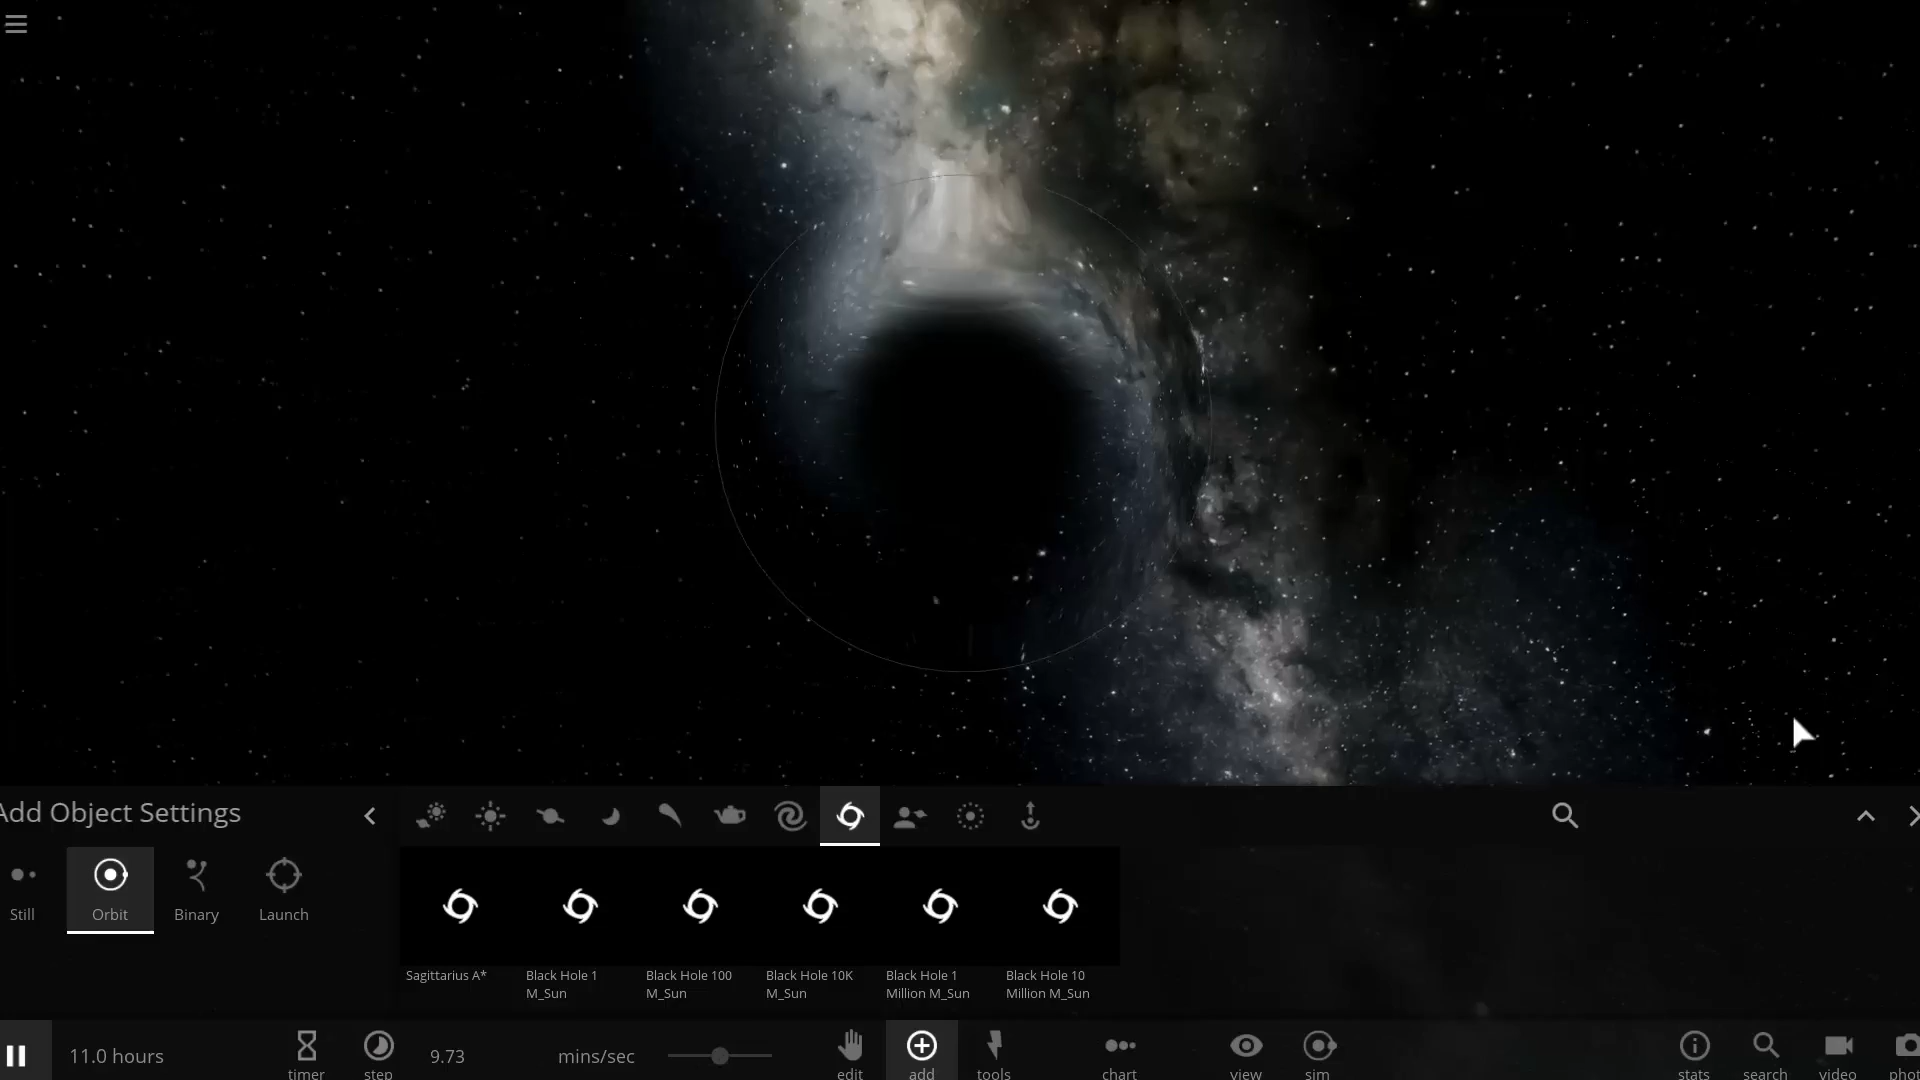 Add Object Settings
Still
Orbit
Binary
Launch
Sagittarius A*
Black Hole 1
M_Sun
Black Hole 100
M_Sun
Black Hole 10K
M_Sun
Black Hole 1
Million M_Sun
Black Hole 10
Million M_Sun
11.0 hours
timer
step
9.73
mins/sec
edit
add
tools
chart
view
sim
stats
search
video
phot